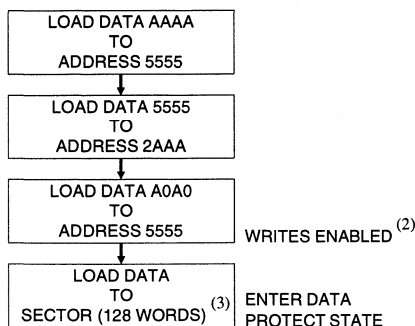 LOAD DATA AAAA
TO
ADDRESS 5555
LOAD DATA 5555
TO
ADDRESS 2AAA
LOAD DATA A0A0
TO
ADDRESS 5555
WRITES ENABLED (2)
LOAD DATA
TO
SECTOR (128 WORDS) (3)
ENTER DATA
PROTECT STATE